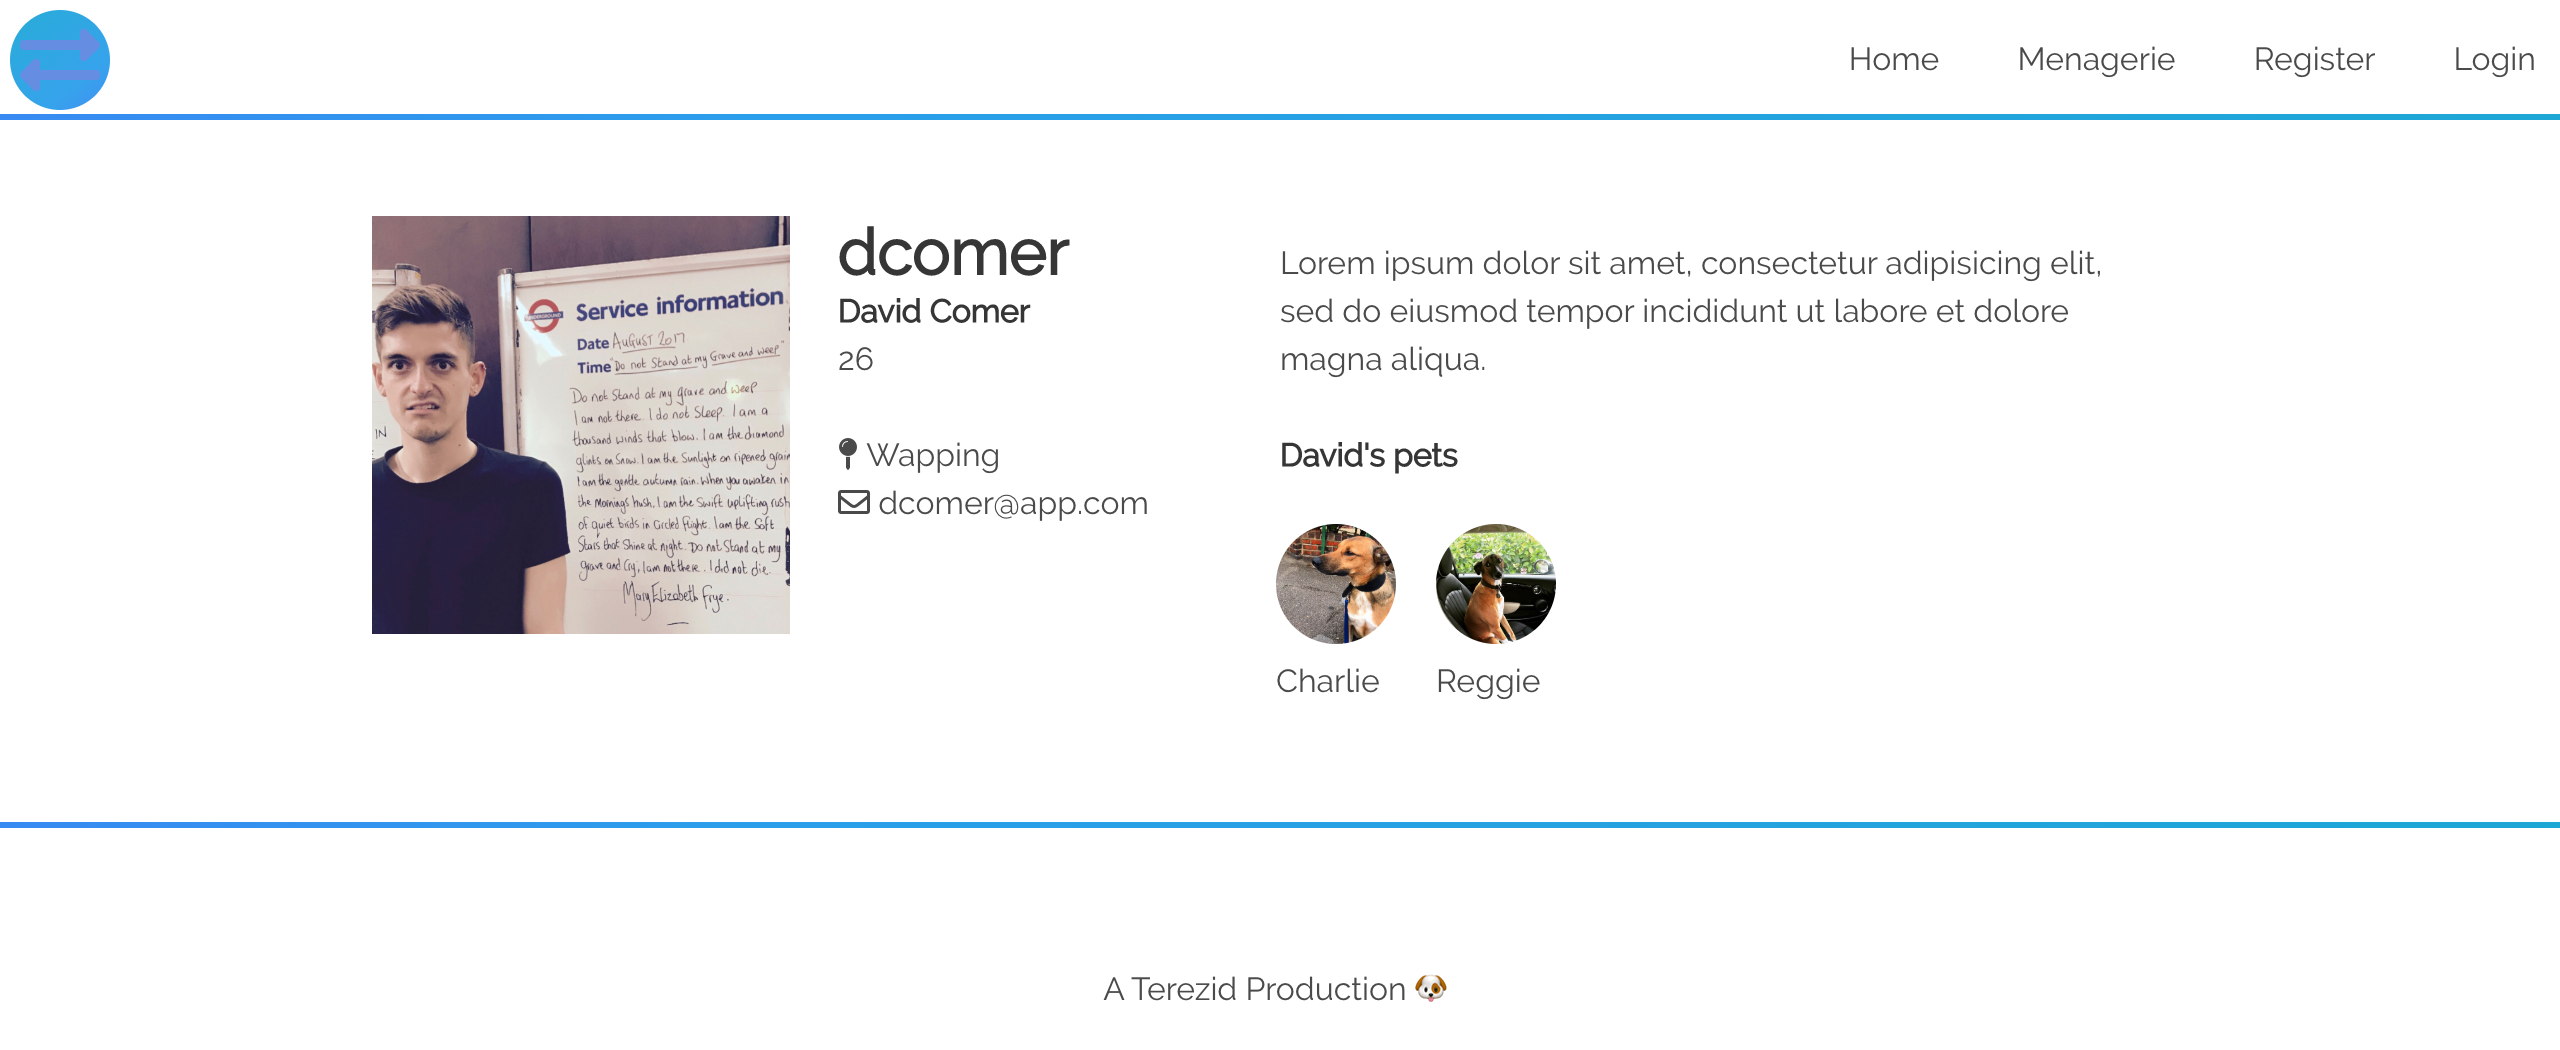 Home
Menagerie
Register
Login
dcomer
David Comer
26
Wapping
dcomer@app.com
UNDERGROUND
Service information
Date August 2017
Time "Do not Stand at my Grave and weep"
Do not Stand at my grave and weep
I am not there. I do not Sleep. I am a
thousand winds that blow. I am the diamond
glints on Snow. I am the Sunlight on ripened grain
I am the gentle autumn rain. When you awaken in
the Mornings hush, I am the Swift uplifting rush
of quiet birds in Circled flight. I am the Soft
Stars that Shine at night. Do not Stand at my
grave and Cry, I am not there. I did not die.
Mary Elizabeth Frye.
IN
Lorem ipsum dolor sit amet, consectetur adipisicing elit,
sed do eiusmod tempor incididunt ut labore et dolore
magna aliqua.
David's pets
Charlie
Reggie
A Terezid Production 🐶